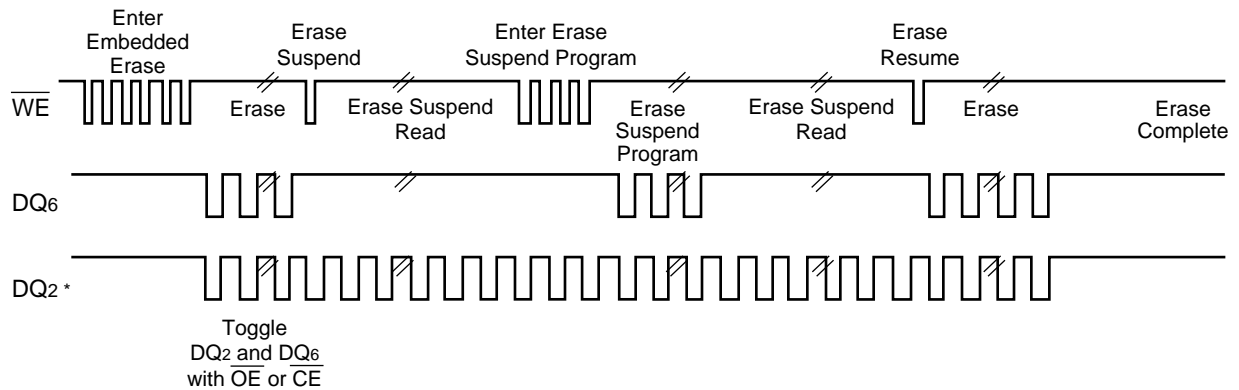 Enter
Embedded
Erase
Erase
Suspend
Enter Erase
Suspend Program
Erase
Resume
WE
Erase
Erase Suspend
Read
Erase
Suspend
Program
Erase Suspend
Read
Erase
Erase
Complete
DQ6
DQ2 *
Toggle
DQ2 and DQ6
with OE or CE